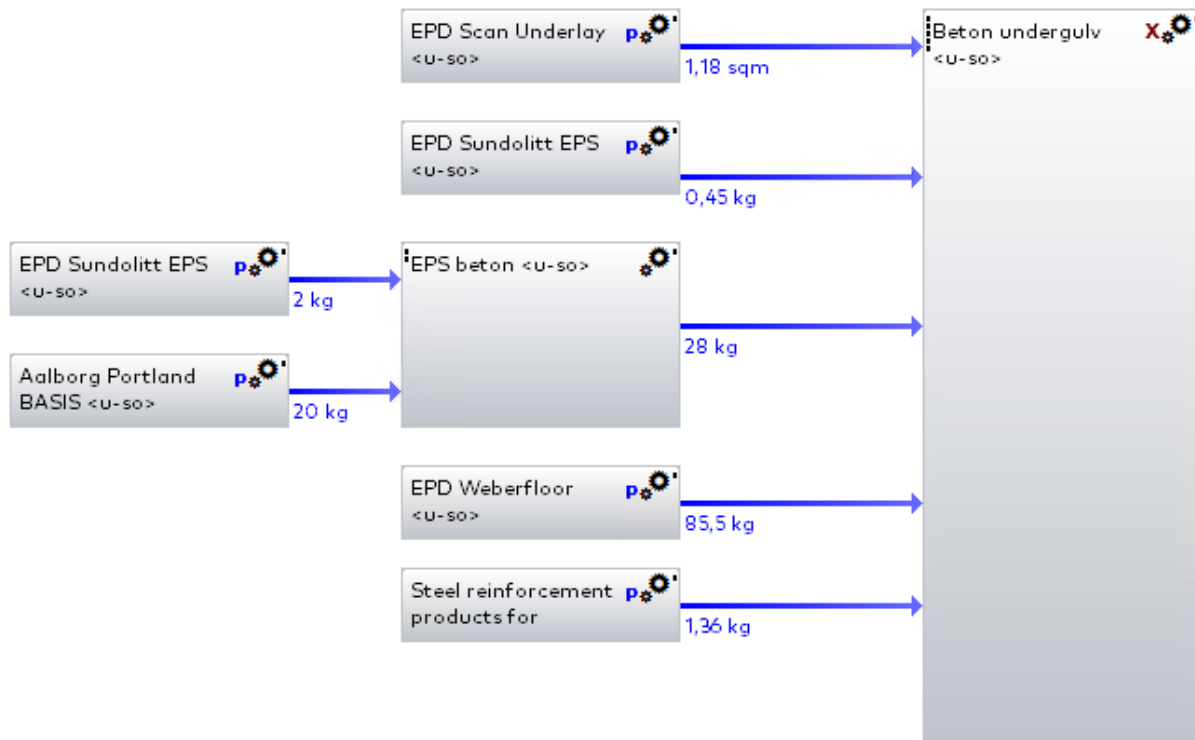 EPD Scan Underlay
<u-so>
1,18 sqm
Beton undergulv
<u-so>
EPD Sundolitt EPS
<u-so>
0,45 kg
EPD Sundolitt EPS
<u-so>
2 kg
EPS beton <u-so>
28 kg
Aalborg Portland
BASIS <u-so>
20 kg
EPD Weberfloor
<u-so>
85,5 kg
Steel reinforcement
products for
1,36 kg